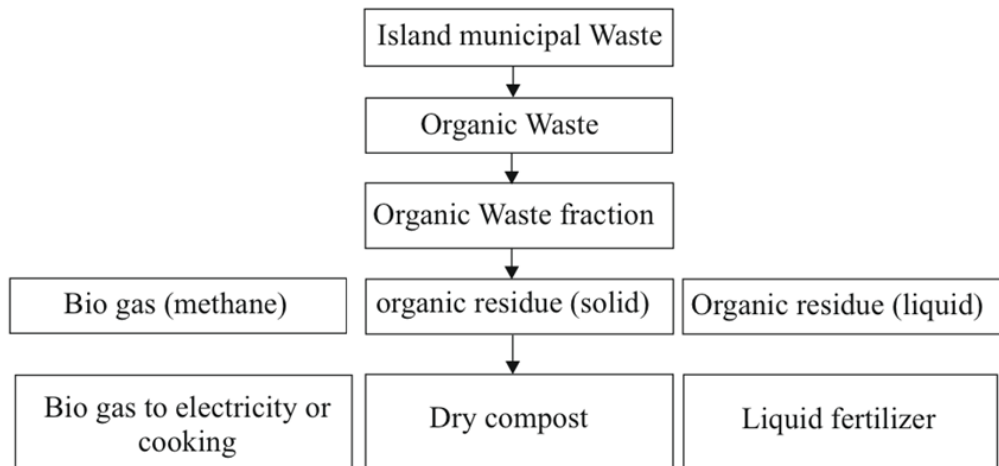 Island municipal Waste
Organic Waste
Organic Waste fraction
Bio gas (methane)
organic residue (solid)
Organic residue (liquid)
Bio gas to electricity or
cooking
Dry compost
Liquid fertilizer